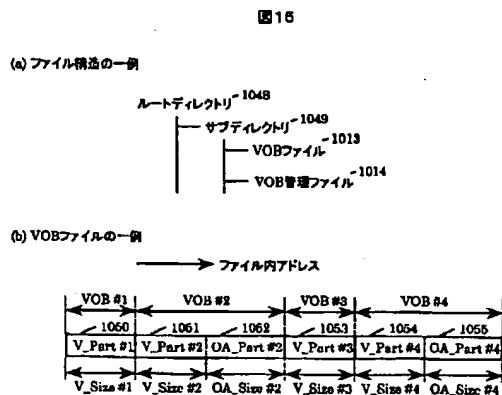 図16
(a) ファイル構造の一例
ルートディレクトリ 1048
サブディレクトリ 1049
VOBファイル 1013
VOB管理ファイル 1014
(b) VOBファイルの一例
ファイル内アドレス
VOB #1 VOB #2 VOB #3 VOB #4
1050 1051 1052 1053 1054 1055
V_Part #1 V_Part #2 OA_Part #2 V_Part #3 V_Part #4 OA_Part #4
V_Size #1 V_Size #2 OA_Size #2 V_Size #3 V_Size #4 OA_Size #4